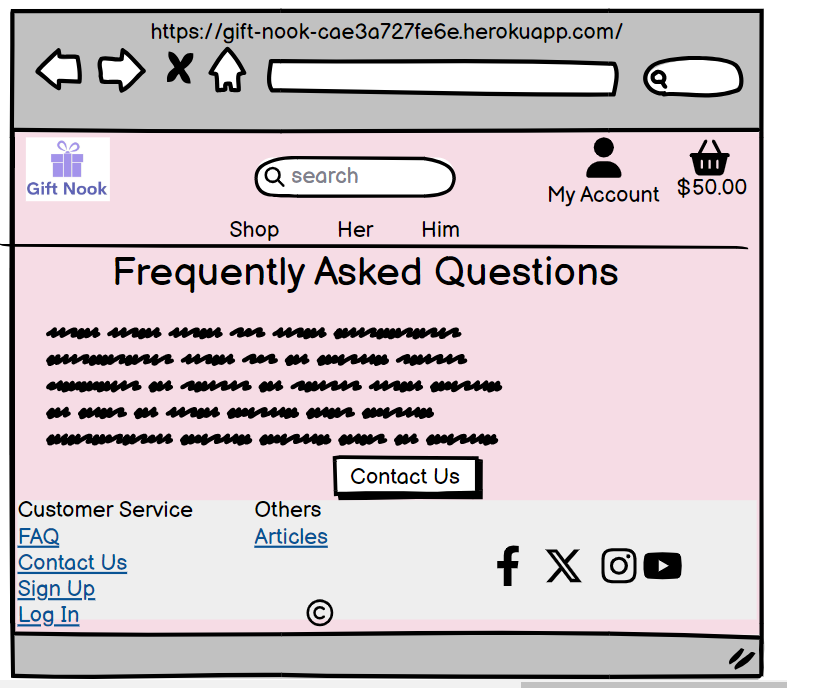 https://gift-nook-cae3a727fe6e.herokuapp.com/
Gift Nook
search
My Account
$50.00
Shop Her Him
Frequently Asked Questions
Contact Us
Customer Service
FAQ
Contact Us
Sign Up
Log In
Others
Articles
©